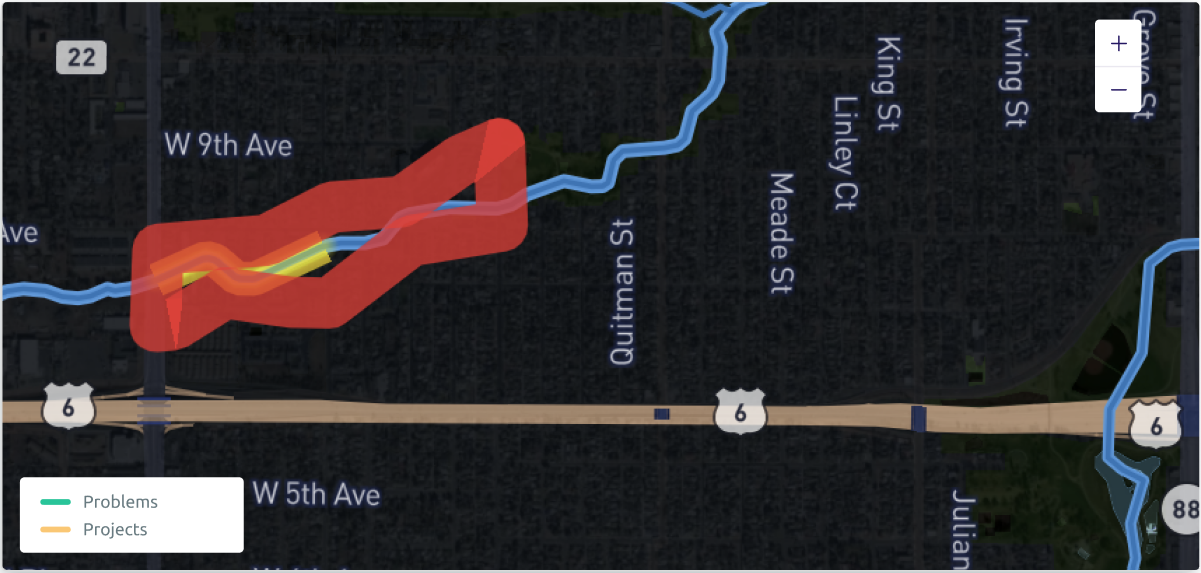 22
Grove St
Irving St
King St
Linley Ct
W 9th Ave
Meade St
Ave
Quitman St
6
6
6
W 5th Ave
Julian
88
Problems
Projects
+
−